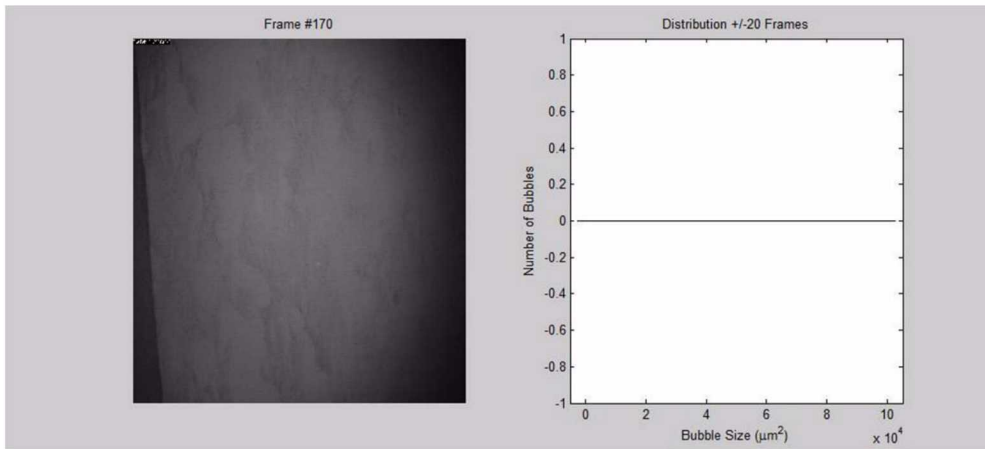 Frame #170
Distribution +/-20 Frames
1
0.8
0.6
0.4
0.2
0
-0.2
-0.4
-0.6
-0.8
-1
Number of Bubbles
0 2 4 6 8 10
Bubble Size (μm²)
x 10⁴